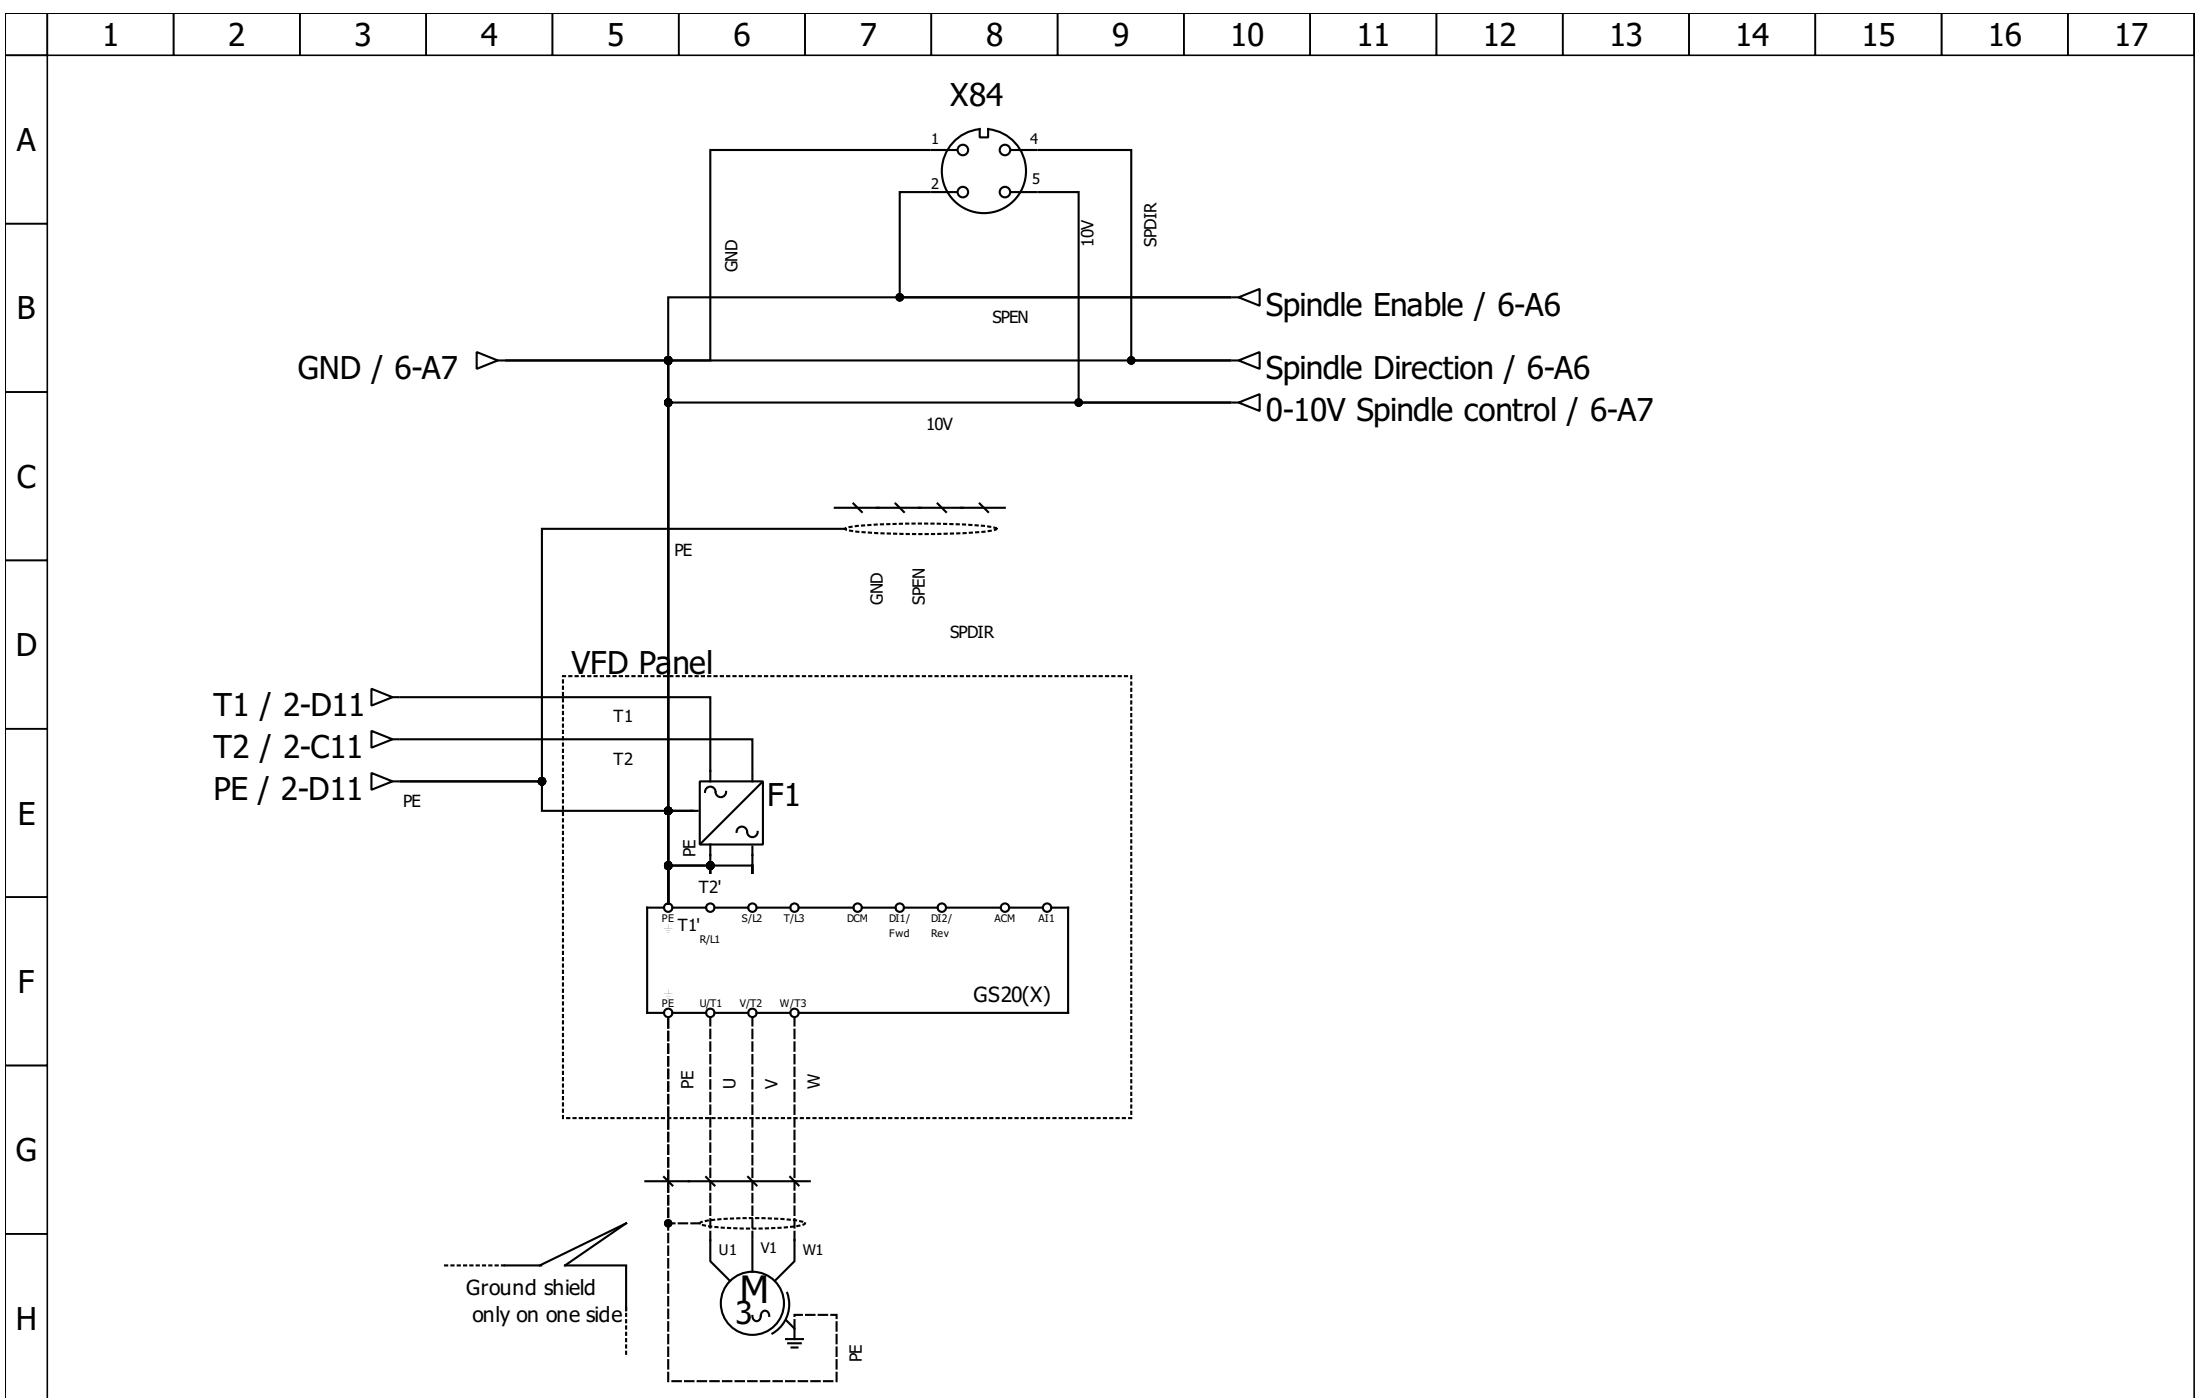 1 2 3 4 5 6 7 8 9 10 11 12 13 14 15 16 17
X84
A
1 4
2 5
GND
10V
SPDIR
B
Spindle Enable / 6-A6
SPEN
GND / 6-A7
Spindle Direction / 6-A6
0-10V Spindle control / 6-A7
10V
C
PE
GND
SPEN
SPDIR
D
VFD Panel
T1 / 2-D11
T1
T2 / 2-C11
T2
PE / 2-D11
PE
F1
E
PE
T2'
PE T1' R/L1 S/L2 T/L3 DCM DI1/ DI2/ ACM AI1
Fwd Rev
F
GS20(X)
PE U/T1 V/T2 W/T3
PE U V W
G
U1 V1 W1
Ground shield
only on one side
M
3
H
PE